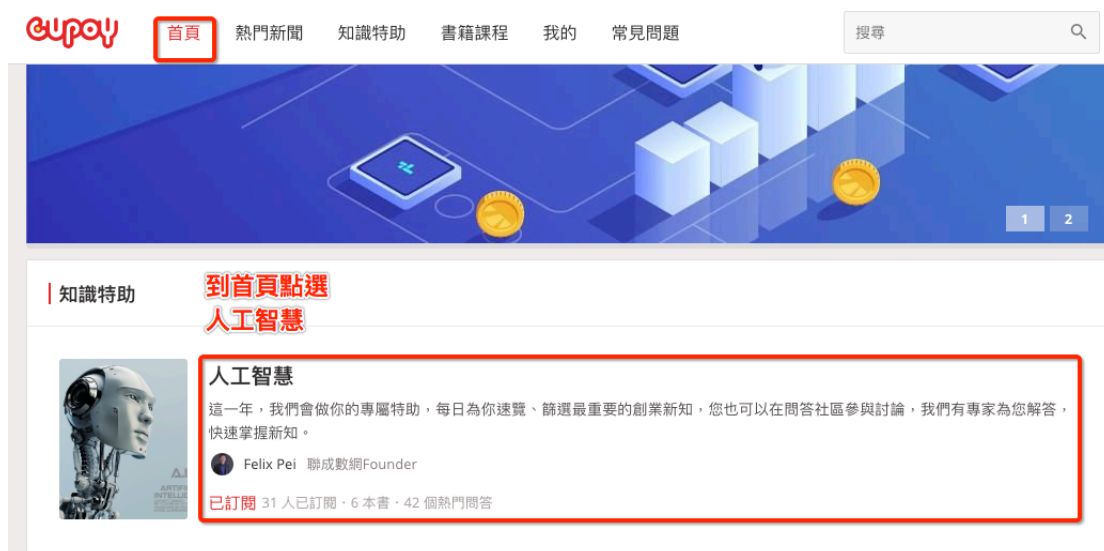 cupoy 首頁 熱門新聞 知識特助 書籍課程 我的 常見問題 搜尋
1 2
知識特助
到首頁點選
人工智慧
人工智慧
這一年，我們會做你的專屬特助，每日為你速覽、篩選最重要的創業新知，您也可以在問答社區參與討論，我們有專家為您解答，
快速掌握新知。
Felix Pei 聯成數網Founder
已訂閱 31 人已訂閱 · 6 本書 · 42 個熱門問答